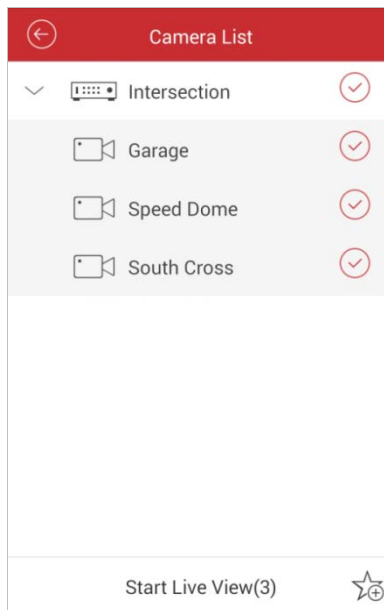 Camera List
Intersection
Garage
Speed Dome
South Cross
Start Live View(3)